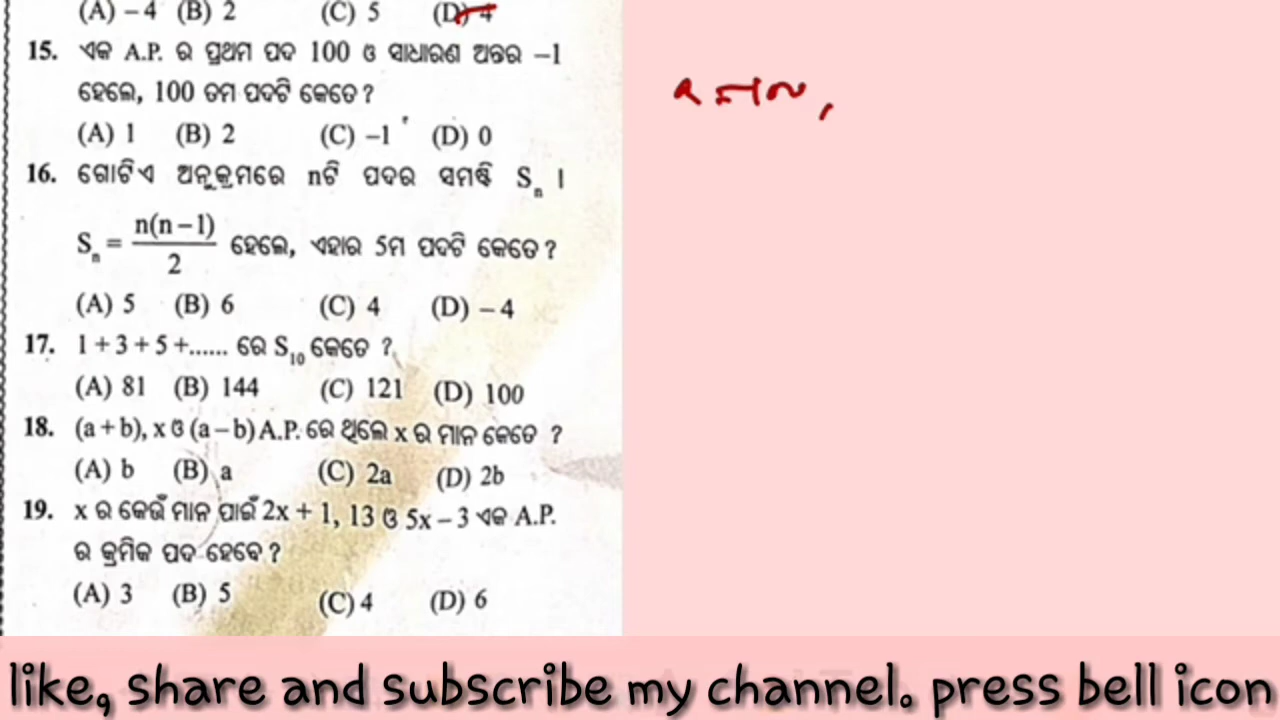 (A) – 4 (B) 2 (C) 5 (D) 4
15. ଏକ A.P. ର ପ୍ରଥମ ପଦ 100 ଓ ସାଧାରଣ ଅନ୍ତର –1
ହେଲେ, 100 ତମ ପଦଟି କେତେ ?
(A) 1 (B) 2 (C) –1 (D) 0
16. ଗୋଟିଏ ଅନୁକ୍ରମରେ nଟି ପଦର ସମଷ୍ଟି Sₙ ।
Sₙ = n(n – 1)/2 ହେଲେ, ଏହାର 5ମ ପଦଟି କେତେ ?
(A) 5 (B) 6 (C) 4 (D) – 4
17. 1 + 3 + 5 +...... ରେ S₁₀ କେତେ ?
(A) 81 (B) 144 (C) 121 (D) 100
18. (a + b), x ଓ (a – b) A.P. ରେ ଥିଲେ x ର ମାନ କେତେ ?
(A) b (B) a (C) 2a (D) 2b
19. x ର କେଉଁ ମାନ ପାଇଁ 2x + 1, 13 ଓ 5x – 3 ଏକ A.P.
ର କ୍ରମିକ ପଦ ହେବେ ?
(A) 3 (B) 5 (C) 4 (D) 6
like, share and subscribe my channel. press bell icon